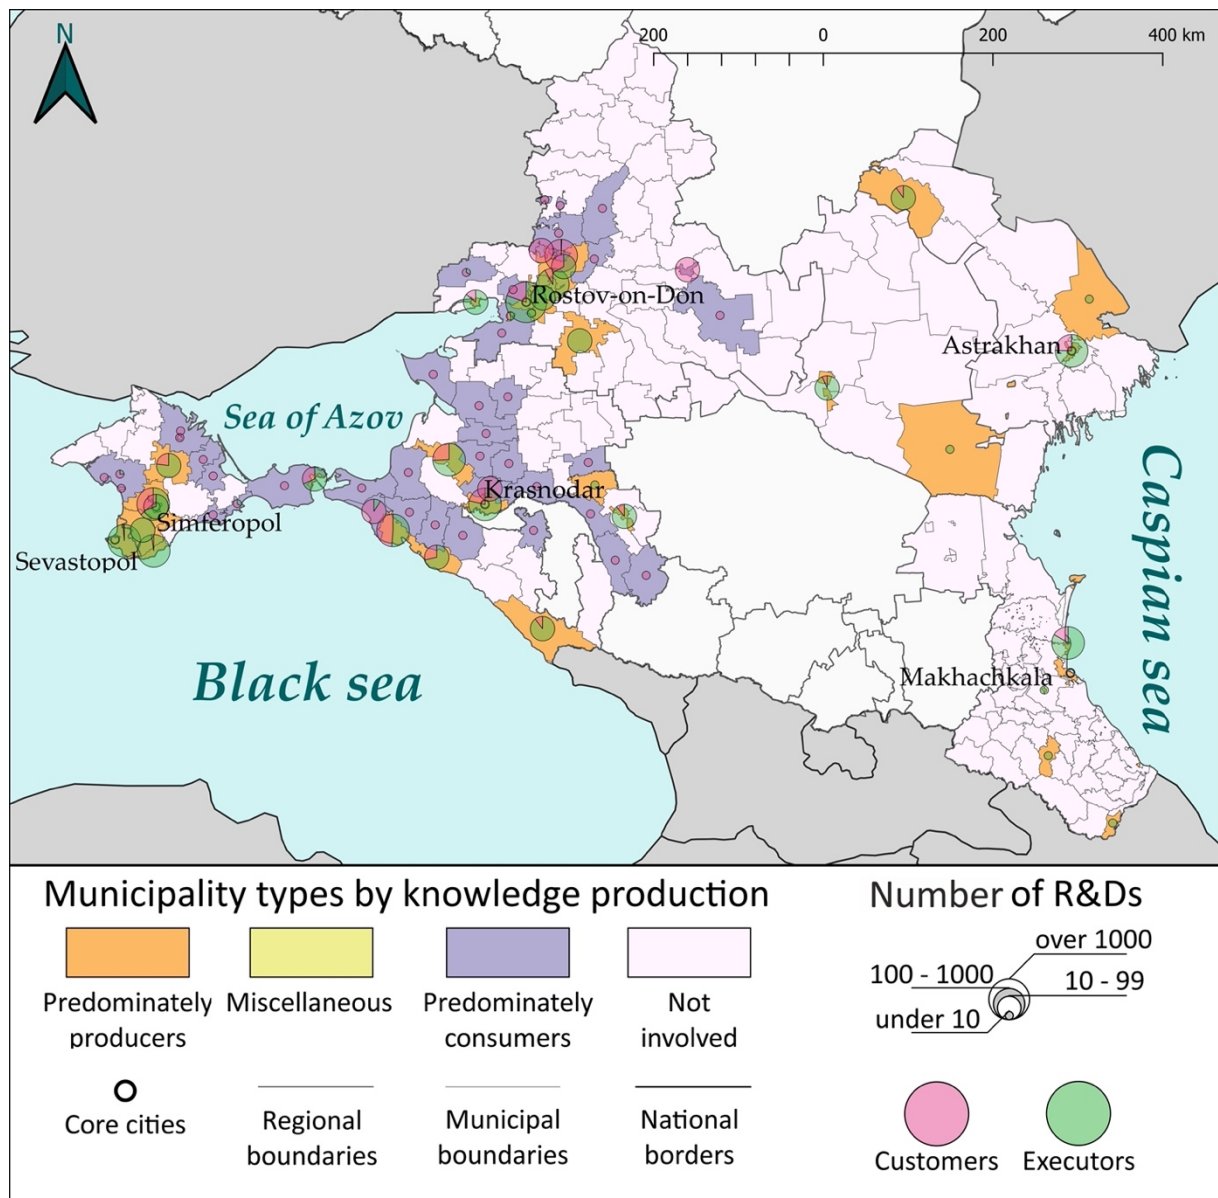 N
200 0 200 400 km
Rostov-on-Don
Astrakhan
Sea of Azov
Krasnodar
Simferopol
Sevastopol
Caspian sea
Black sea
Makhachkala
Municipality types by knowledge production
Predominately
producers
Miscellaneous
Predominately
consumers
Not
involved
Core cities
Regional
boundaries
Municipal
boundaries
National
borders
Number of R&Ds
over 1000
100 - 1000
10 - 99
under 10
Customers
Executors